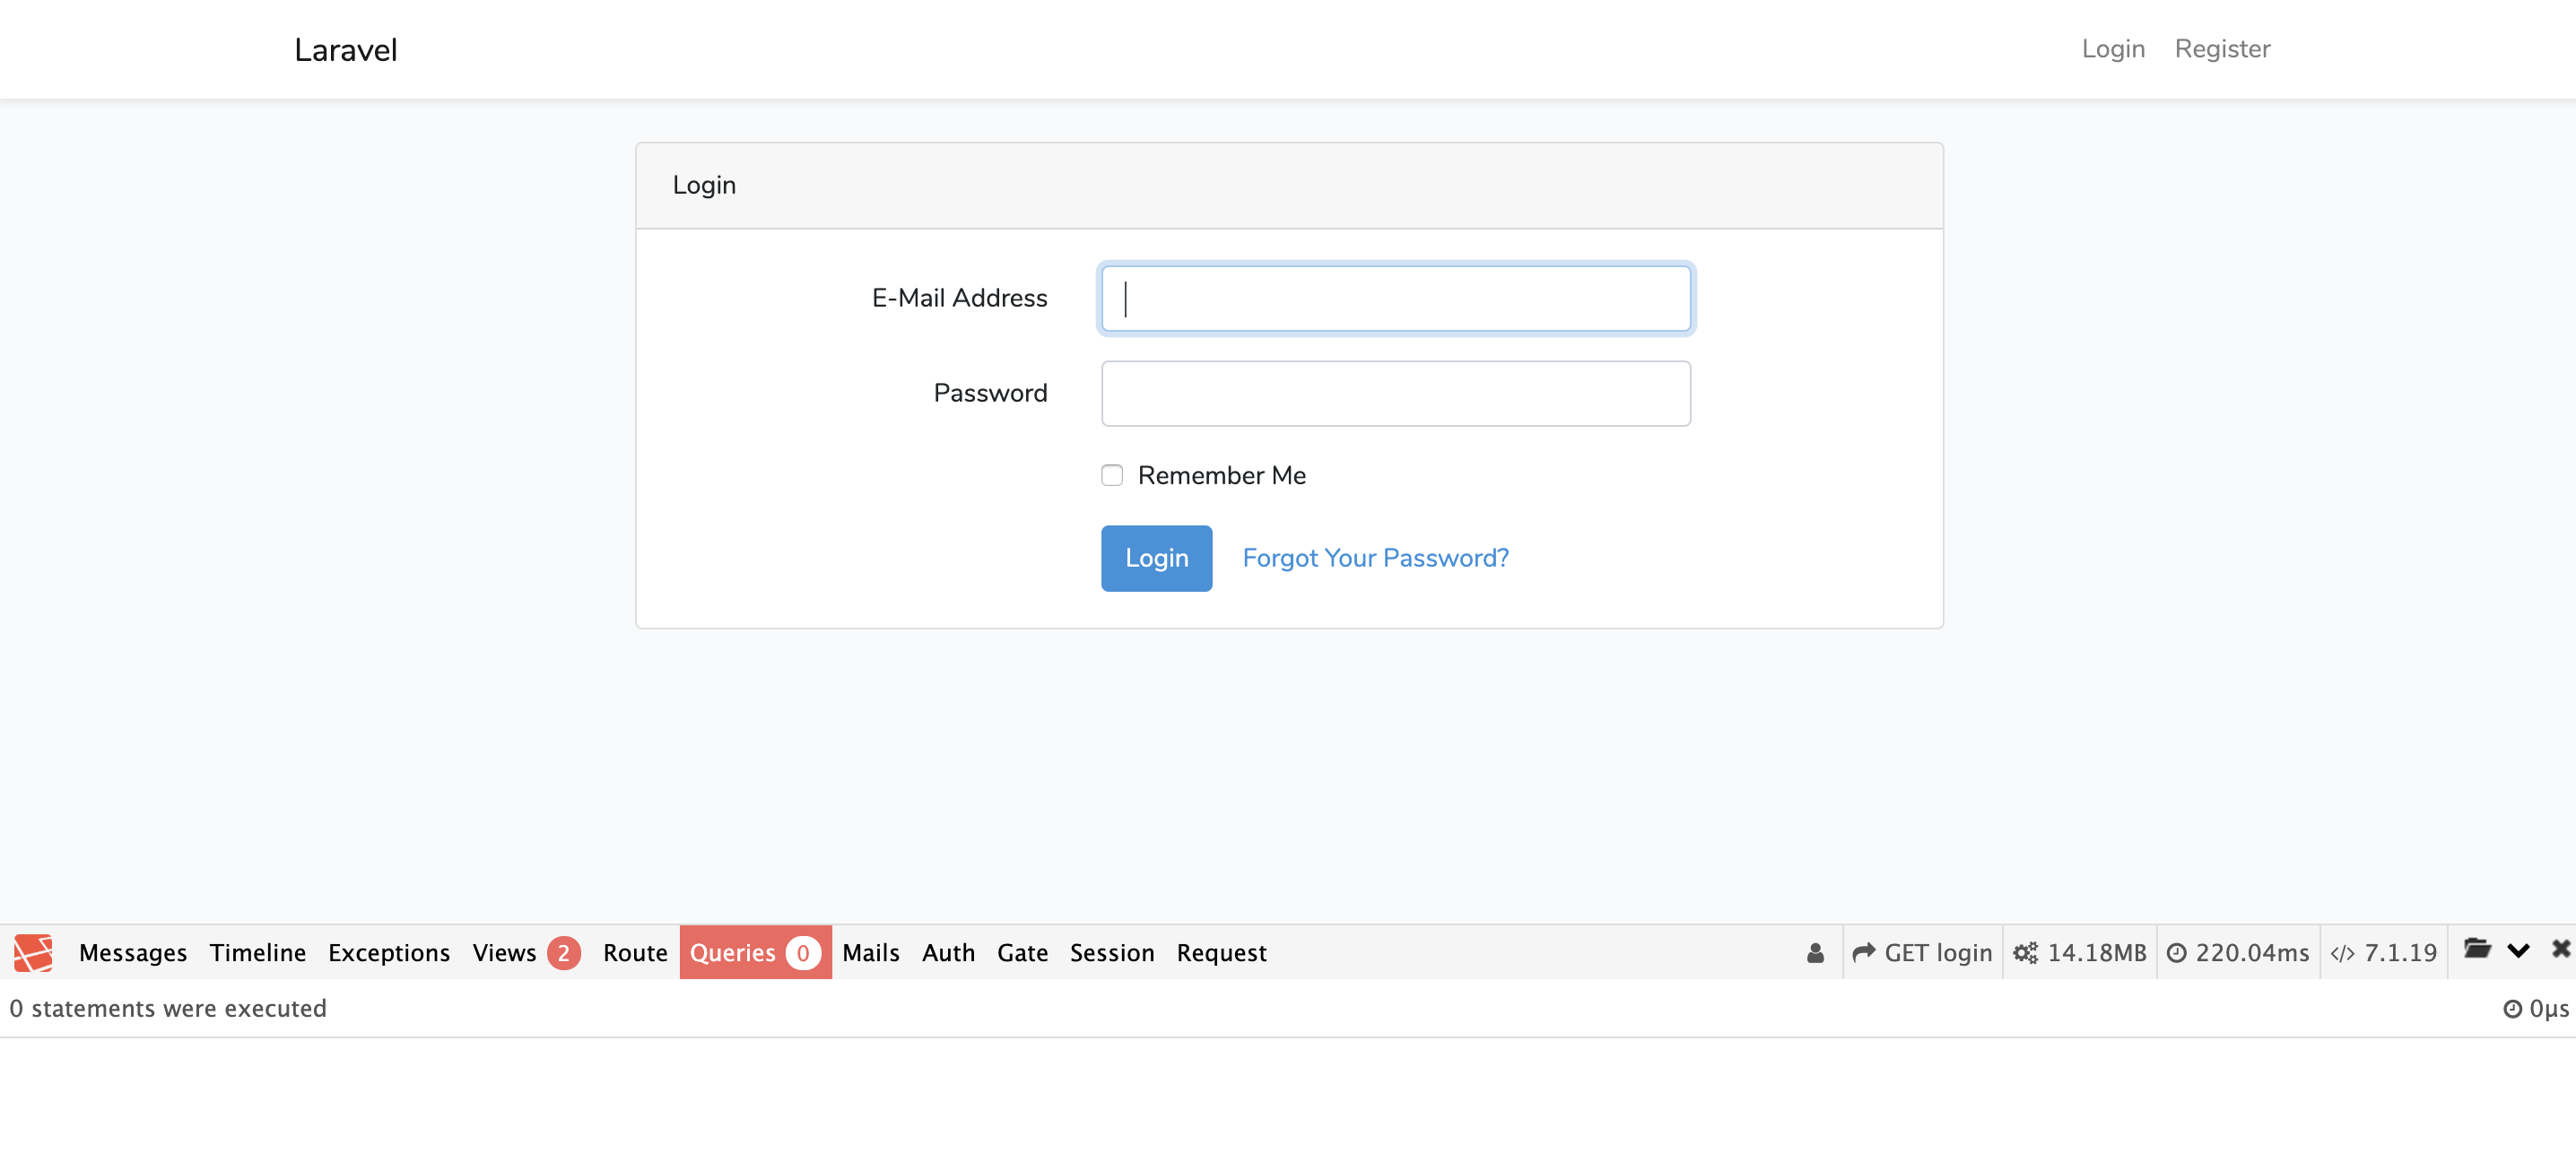 Laravel Login Register
Login
E-Mail Address
Password
Remember Me
Login Forgot Your Password?
Messages Timeline Exceptions Views 2 Route Queries 0 Mails Auth Gate Session Request GET login 14.18MB 220.04ms 7.1.19
0 statements were executed 0μs